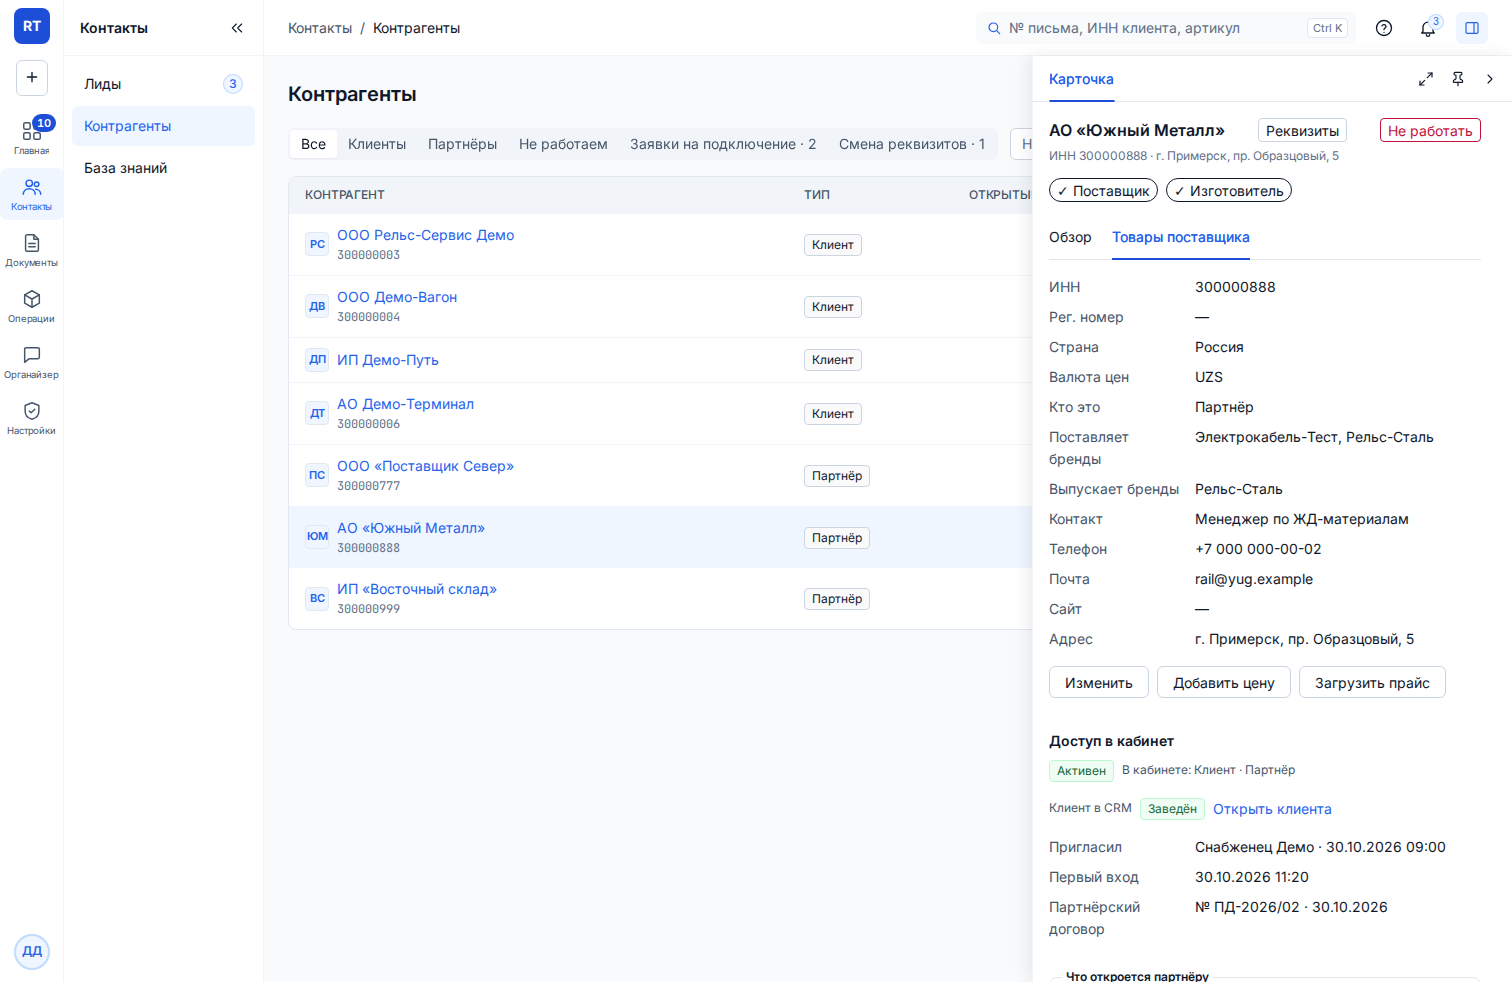 RT
Контакты
Контакты / Контрагенты
№ письма, ИНН клиента, артикул
Ctrl K
3
10
Главная
Контакты
Документы
Операции
Органайзер
Настройки
ДД
Лиды 3
Контрагенты
База знаний
Контрагенты
Все Клиенты Партнёры Не работаем Заявки на подключение · 2 Смена реквизитов · 1
КОНТРАГЕНТ ТИП
РС ООО Рельс-Сервис Демо Клиент
300000003
ДВ ООО Демо-Вагон Клиент
300000004
ДП ИП Демо-Путь Клиент
ДТ АО Демо-Терминал Клиент
300000006
ПС ООО «Поставщик Север» Партнёр
300000777
ЮМ АО «Южный Металл» Партнёр
300000888
ВС ИП «Восточный склад» Партнёр
300000999
Карточка
АО «Южный Металл» Реквизиты Не работать
ИНН 300000888 · г. Примерск, пр. Образцовый, 5
✓ Поставщик ✓ Изготовитель
Обзор Товары поставщика
ИНН 300000888
Рег. номер —
Страна Россия
Валюта цен UZS
Кто это Партнёр
Поставляет бренды Электрокабель-Тест, Рельс-Сталь
Выпускает бренды Рельс-Сталь
Контакт Менеджер по ЖД-материалам
Телефон +7 000 000-00-02
Почта rail@yug.example
Сайт —
Адрес г. Примерск, пр. Образцовый, 5
Изменить Добавить цену Загрузить прайс
Доступ в кабинет
Активен В кабинете: Клиент · Партнёр
Клиент в CRM Заведён Открыть клиента
Пригласил Снабженец Демо · 30.10.2026 09:00
Первый вход 30.10.2026 11:20
Партнёрский договор № ПД-2026/02 · 30.10.2026
Что откроется партнёру